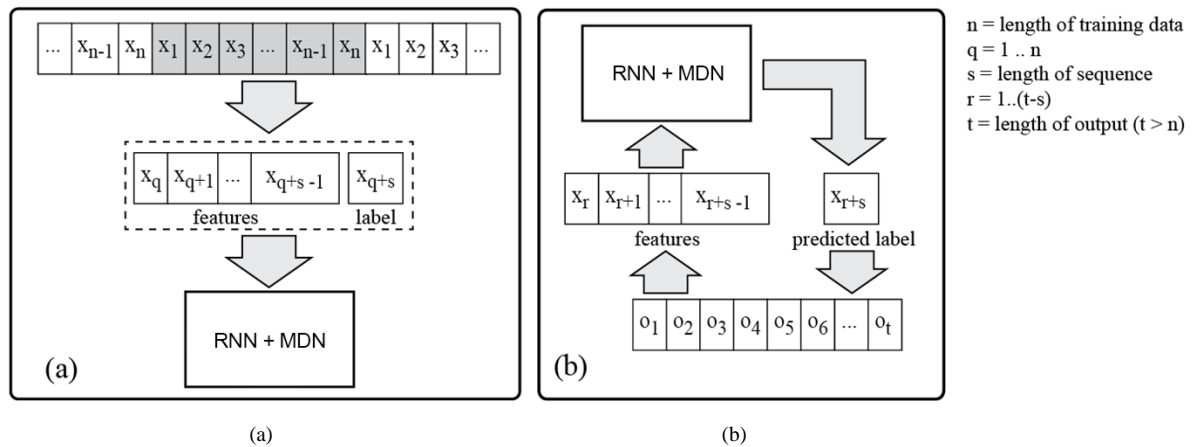 ... x_{n-1} x_n x_1 x_2 x_3 ... x_{n-1} x_n x_1 x_2 x_3 ...
x_q x_{q+1} ... x_{q+s-1} x_{q+s}
features label
RNN + MDN
(a)
RNN + MDN
x_r x_{r+1} ... x_{r+s-1} x_{r+s}
features predicted label
o_1 o_2 o_3 o_4 o_5 o_6 ... o_t
(b)
n = length of training data
q = 1 .. n
s = length of sequence
r = 1..(t-s)
t = length of output (t > n)
(a) (b)